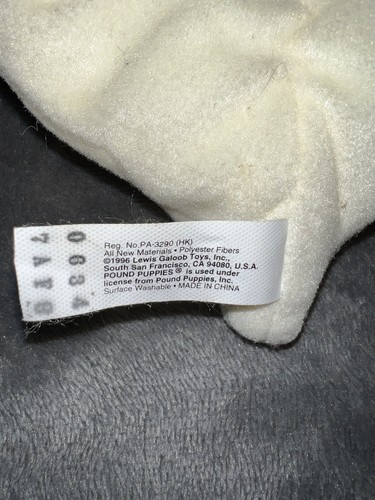 Reg. No.PA-3290 (HK)
All New Materials • Polyester Fibers
©1996 Lewis Galoob Toys, Inc.,
South San Francisco, CA 94080, U.S.A.
POUND PUPPIES® is used under
license from Pound Puppies, Inc.
Surface Washable • MADE IN CHINA
0634